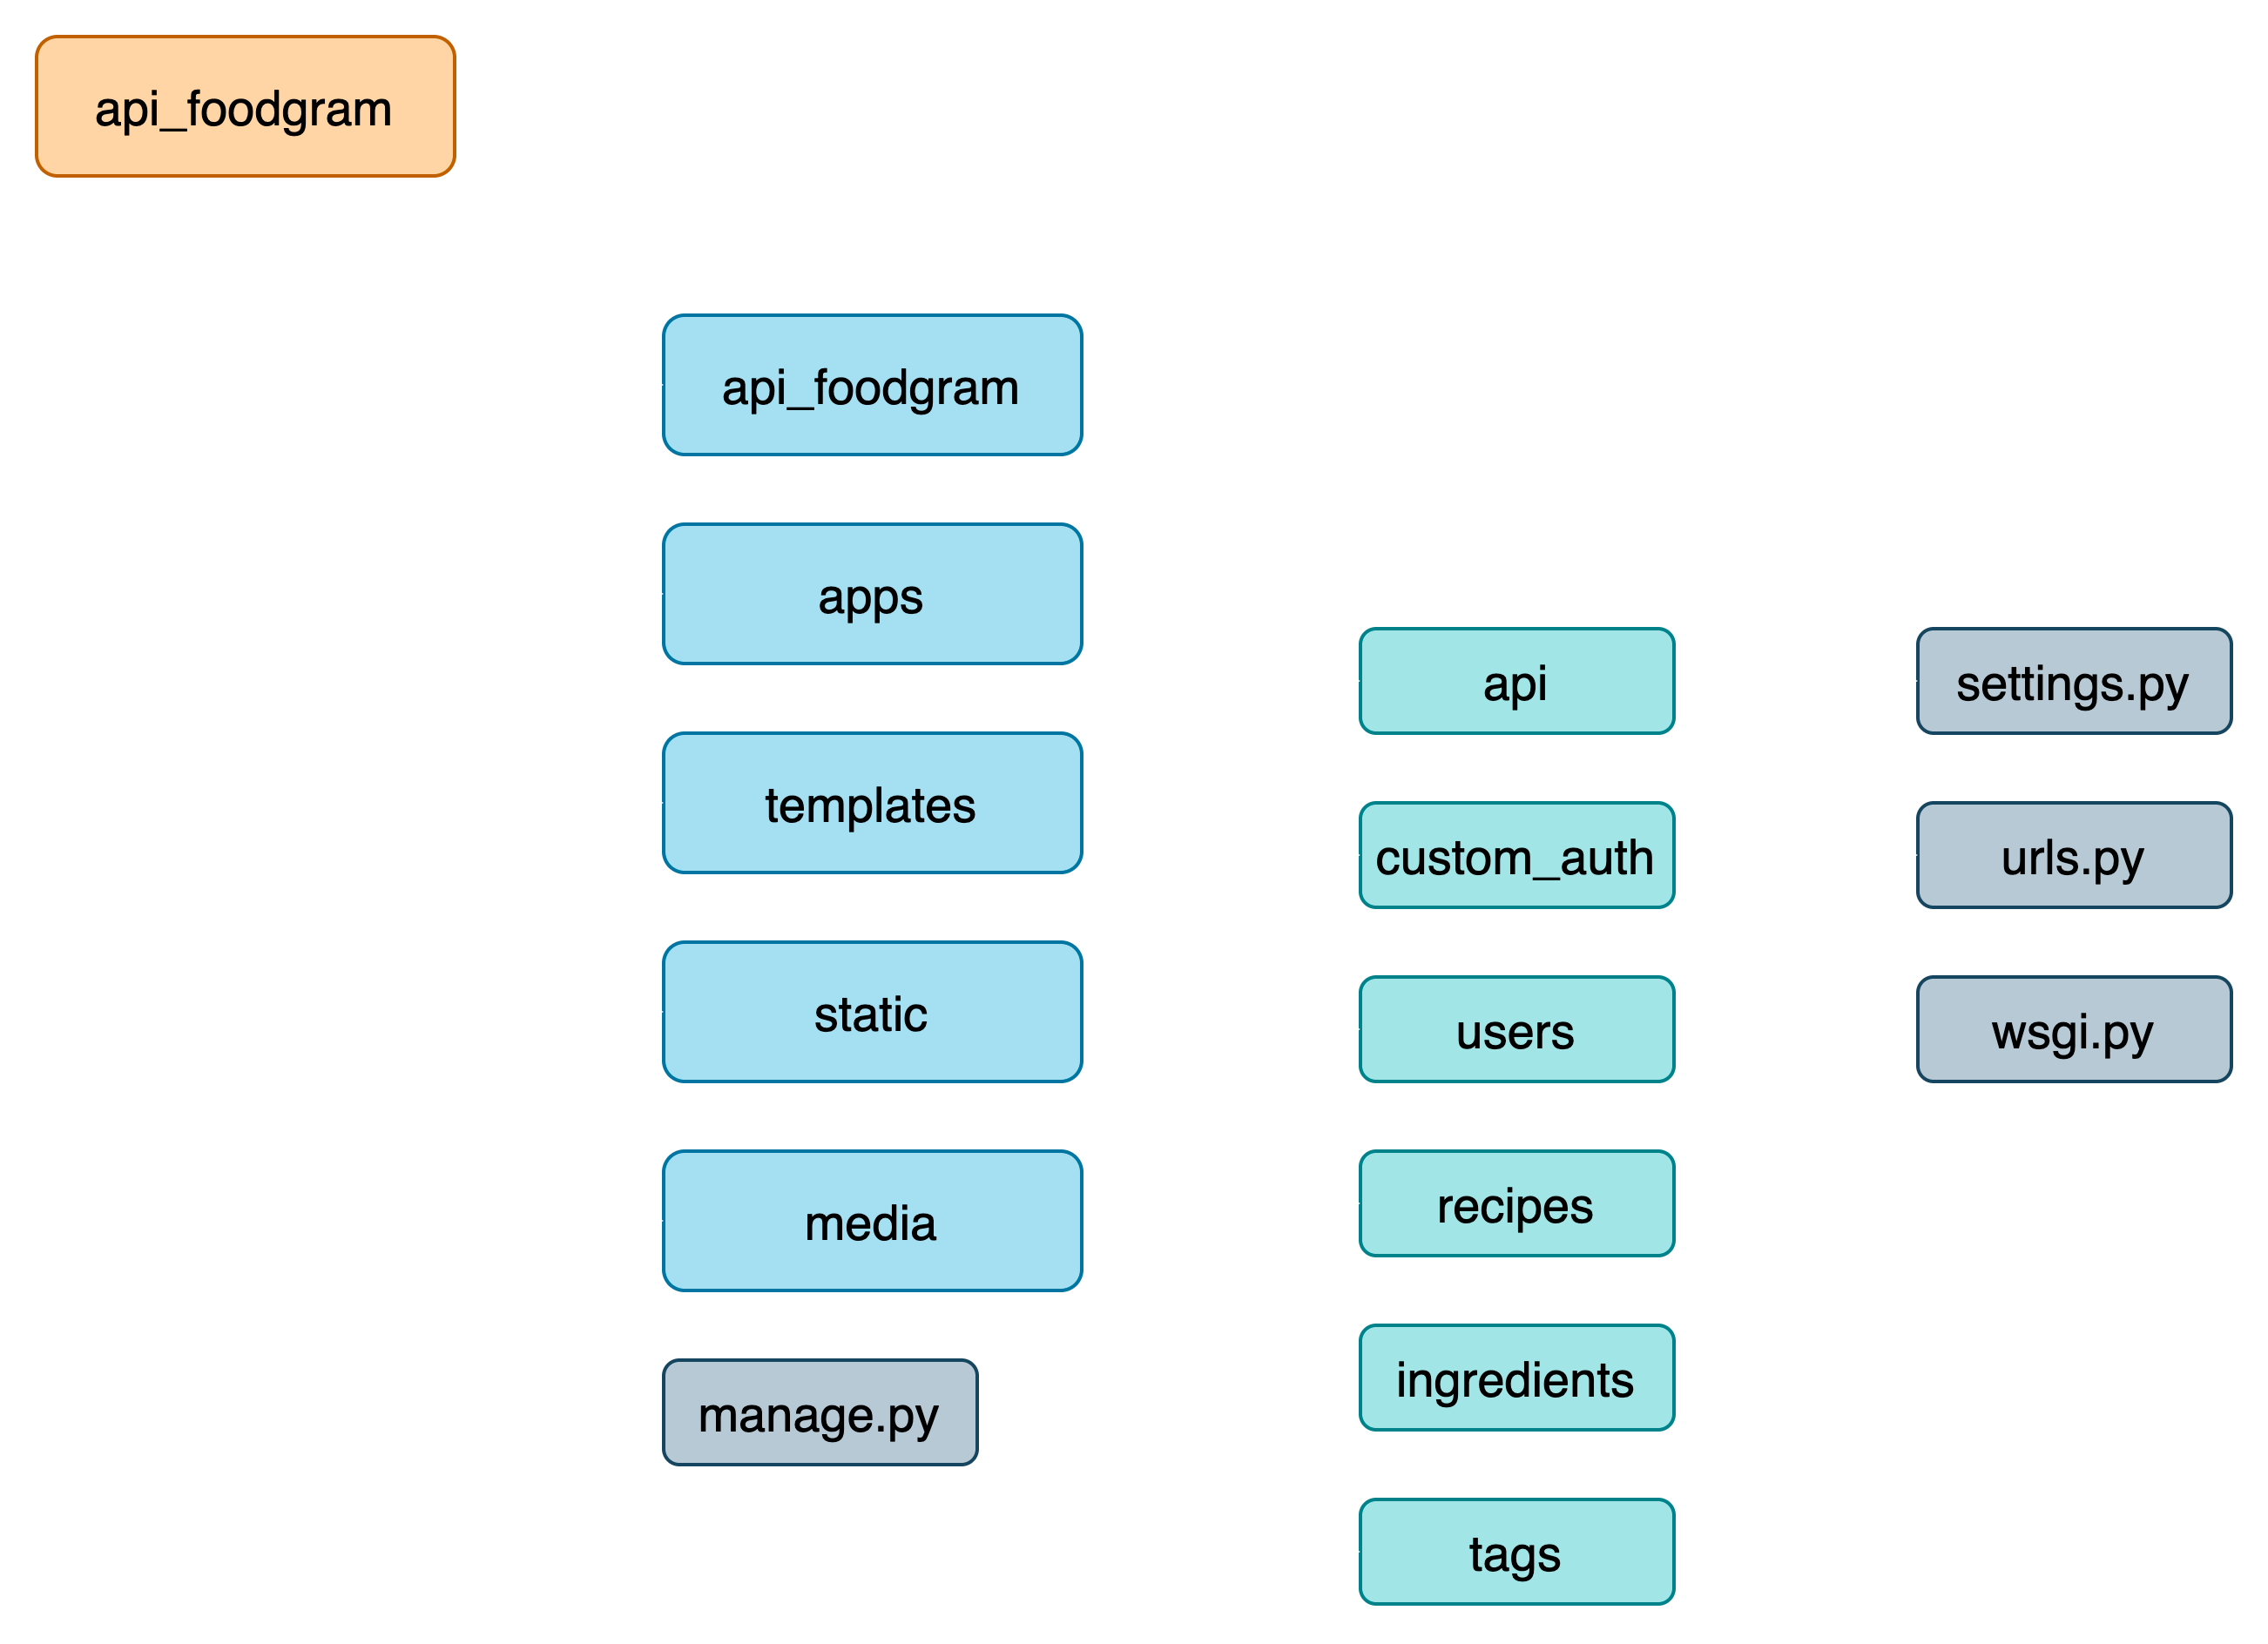 api_foodgram
api_foodgram
apps
templates
static
media
manage.py
api
custom_auth
users
recipes
ingredients
tags
settings.py
urls.py
wsgi.py